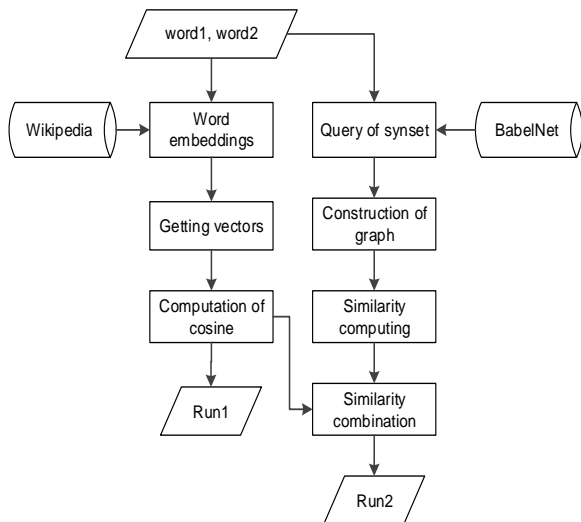 word1, word2
Wikipedia
Word
embeddings
Query of synset
BabelNet
Getting vectors
Construction of
graph
Computation of
cosine
Similarity
computing
Run1
Similarity
combination
Run2